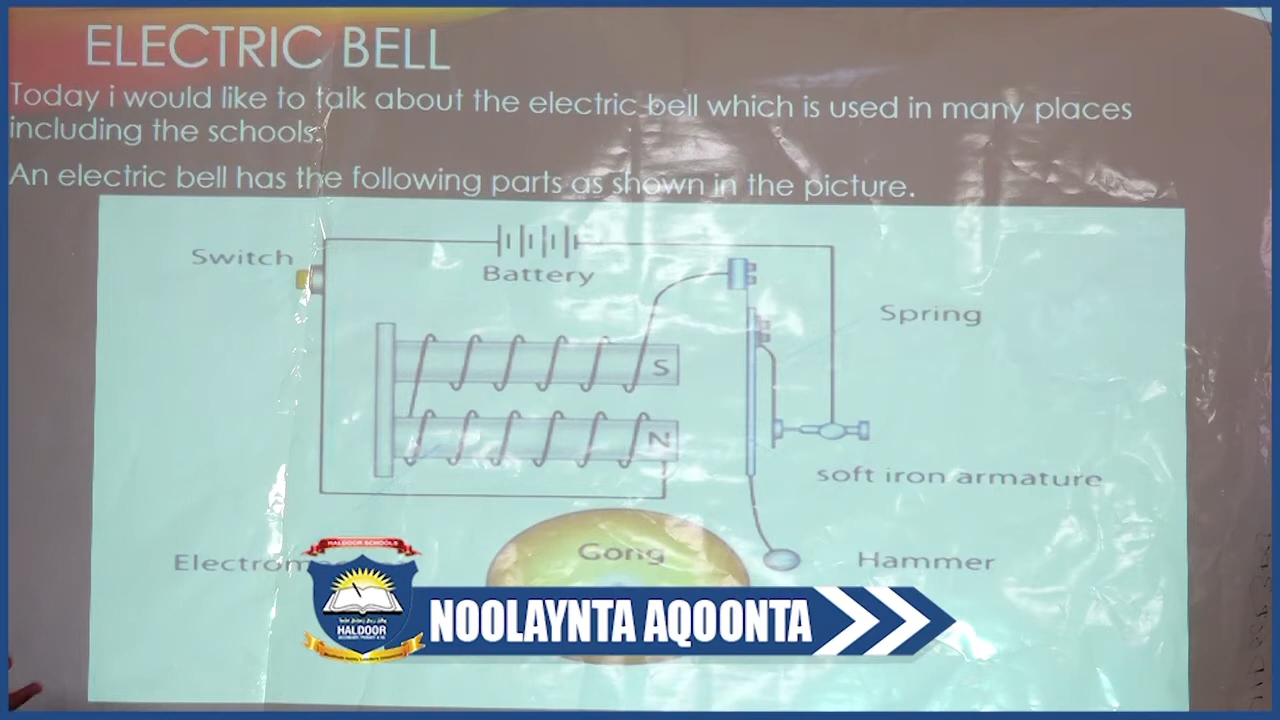 ELECTRIC BELL
Today i would like to talk about the electric bell which is used in many places
including the schools.
An electric bell has the following parts as shown in the picture.
Switch
Battery
Spring
S
N
soft iron armature
Gong
Hammer
HALDOOR SCHOOLS
HALDOOR
NOOLAYNTA AQOONTA